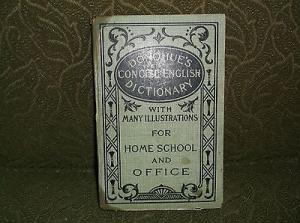 DONOHUE'S
CONCISE ENGLISH
DICTIONARY
WITH
MANY ILLUSTRATIONS
FOR
HOME SCHOOL
AND
OFFICE